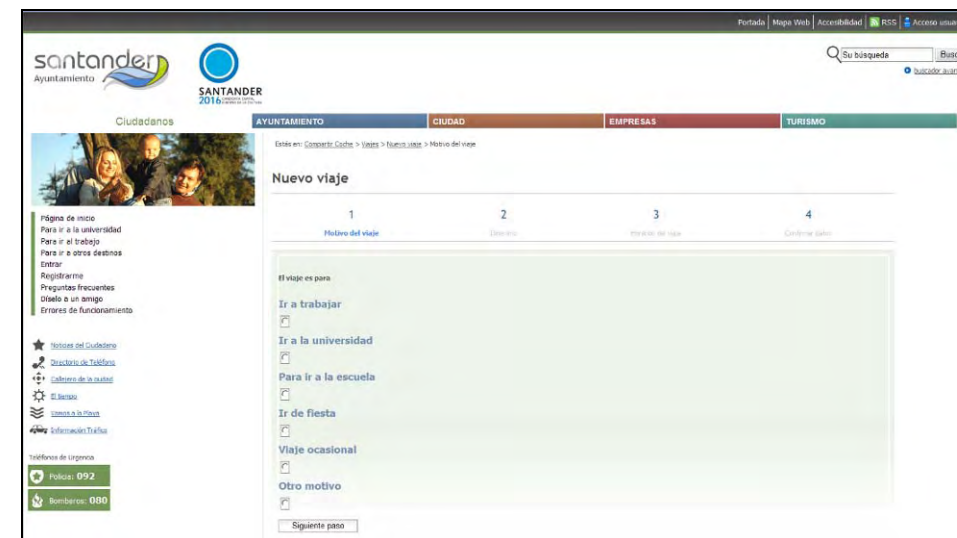 Portada | Mapa Web | Accesibilidad | RSS | Acceso usua
santander
Ayuntamiento
SANTANDER
2016
Su búsqueda
Busc
buscador avan
Ciudadanos
AYUNTAMIENTO
CIUDAD
EMPRESAS
TURISMO
Estás en: Compartir Coche > Viajes > Nuevo viaje > Motivo del viaje
Nuevo viaje
1
2
3
4
Motivo del viaje
Confirmar datos
Página de inicio
Para ir a la universidad
Para ir al trabajo
Para ir a otros destinos
Entrar
Registrarme
Preguntas frecuentes
Díselo a un amigo
Errores de funcionamiento
Noticias del Ciudadano
Directorio de Teléfono
Callejero de la ciudad
El tiempo
Vamos a la Playa
Información Tráfico
Teléfonos de Urgencia
Policía: 092
Bomberos: 080
El viaje es para
Ir a trabajar
Ir a la universidad
Para ir a la escuela
Ir de fiesta
Viaje ocasional
Otro motivo
Siguiente paso